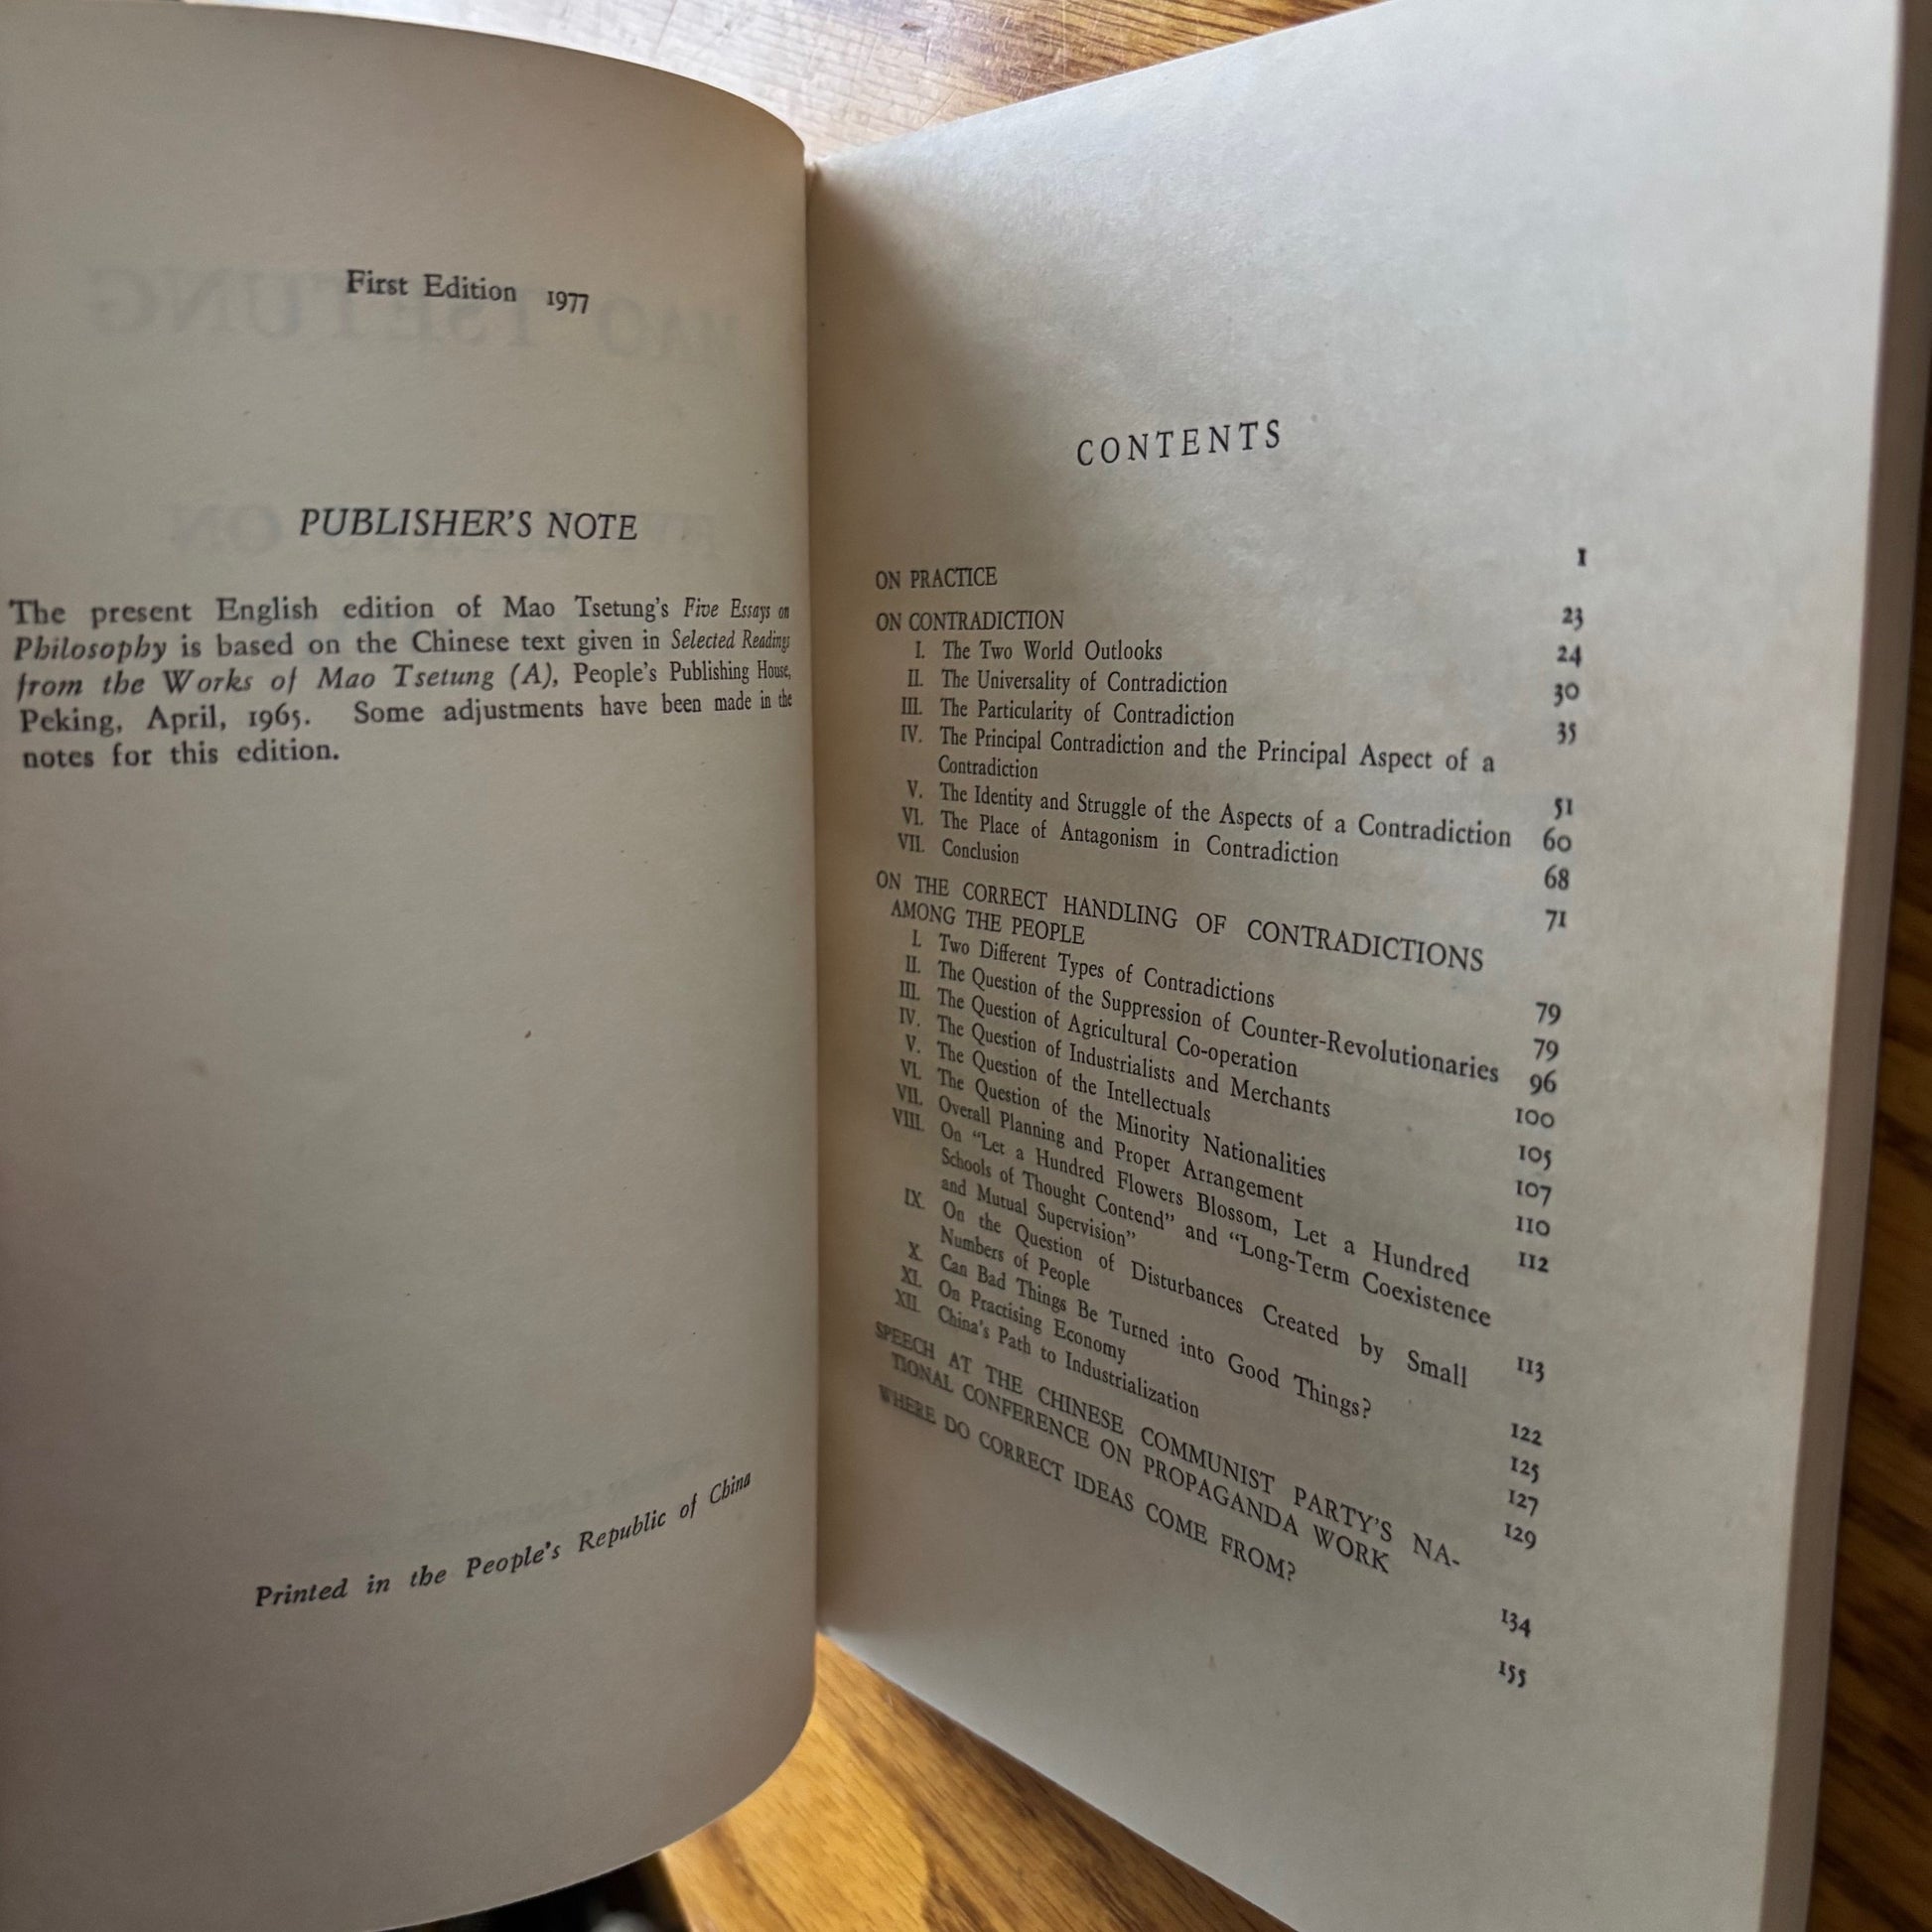 First Edition 1977
PUBLISHER'S NOTE
The present English edition of Mao Tsetung's Five Essays on
Philosophy is based on the Chinese text given in Selected Readings
from the Works of Mao Tsetung (A), People's Publishing House,
Peking, April, 1965. Some adjustments have been made in the
notes for this edition.
Printed in the People's Republic of China
CONTENTS
ON PRACTICE 1
ON CONTRADICTION 23
I. The Two World Outlooks 24
II. The Universality of Contradiction 30
III. The Particularity of Contradiction 35
IV. The Principal Contradiction and the Principal Aspect of a
Contradiction 51
V. The Identity and Struggle of the Aspects of a Contradiction 60
VI. The Place of Antagonism in Contradiction 68
VII. Conclusion 71
ON THE CORRECT HANDLING OF CONTRADICTIONS
AMONG THE PEOPLE 79
I. Two Different Types of Contradictions 79
II. The Question of the Suppression of Counter-Revolutionaries 96
III. The Question of Agricultural Co-operation 100
IV. The Question of Industrialists and Merchants 105
V. The Question of the Intellectuals 107
VI. The Question of the Minority Nationalities 110
VII. Overall Planning and Proper Arrangement 112
VIII. On "Let a Hundred Flowers Blossom, Let a Hundred
Schools of Thought Contend" and "Long-Term Coexistence
and Mutual Supervision" 113
IX. On the Question of Disturbances Created by Small
Numbers of People 122
X. Can Bad Things Be Turned into Good Things? 125
XI. On Practising Economy 127
XII. China's Path to Industrialization 129
SPEECH AT THE CHINESE COMMUNIST PARTY'S NA-
TIONAL CONFERENCE ON PROPAGANDA WORK 134
WHERE DO CORRECT IDEAS COME FROM? 155